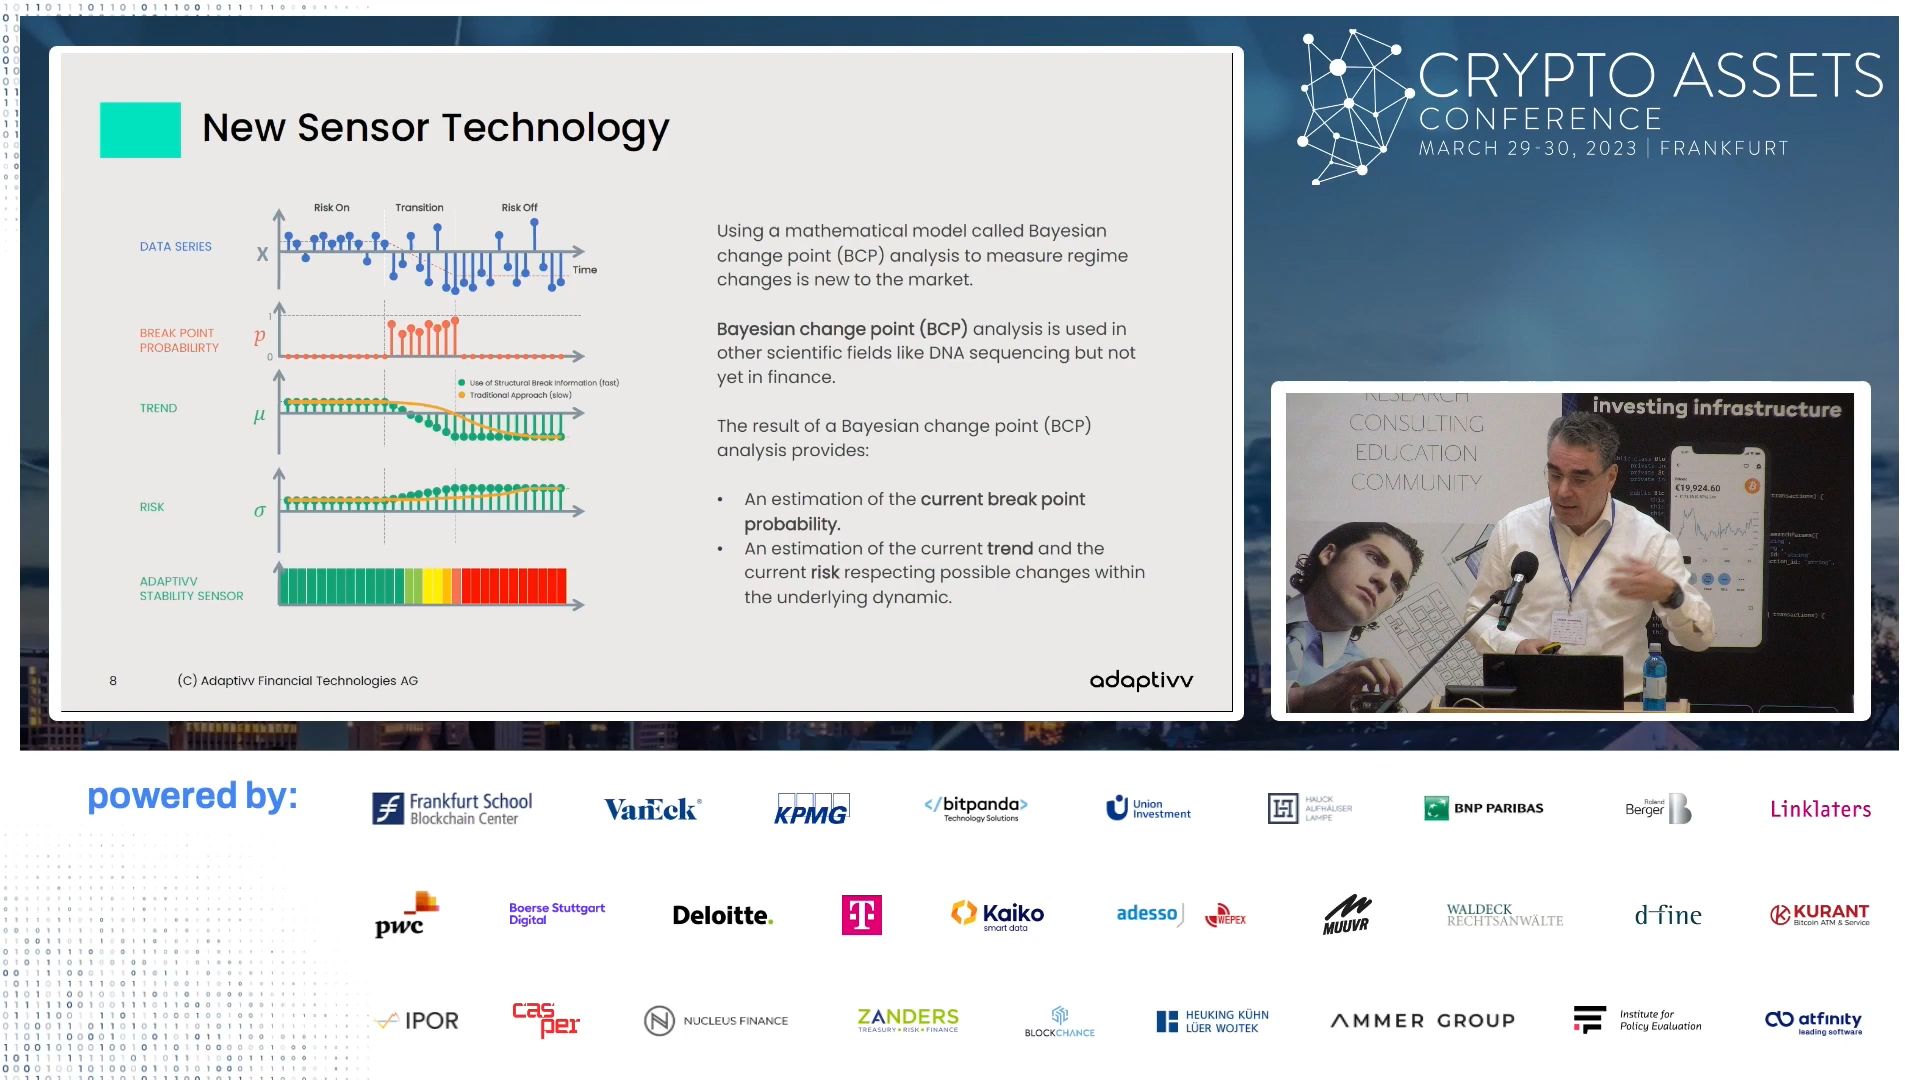 CRYPTO ASSETS
CONFERENCE
MARCH 29-30, 2023 | FRANKFURT
New Sensor Technology
Risk On
Transition
Risk Off
DATA SERIES
X
Time
BREAK POINT
PROBABILIRTY
p
1
0
Use of Structural Break Information (fast)
Traditional Approach (slow)
TREND
μ
RISK
σ
ADAPTIVV
STABILITY SENSOR
Using a mathematical model called Bayesian
change point (BCP) analysis to measure regime
changes is new to the market.
Bayesian change point (BCP) analysis is used in
other scientific fields like DNA sequencing but not
yet in finance.
The result of a Bayesian change point (BCP)
analysis provides:
• An estimation of the current break point
probability.
• An estimation of the current trend and the
current risk respecting possible changes within
the underlying dynamic.
8
(C) Adaptivv Financial Technologies AG
adaptivv
RESEARCH
CONSULTING
EDUCATION
COMMUNITY
investing infrastructure
€19,924.60
powered by:
Frankfurt School
Blockchain Center
VanEck®
KPMG
</bitpanda>
Technology Solutions
Union
Investment
HAUCK
AUFHÄUSER
LAMPE
BNP PARIBAS
Roland
Berger
B
Linklaters
pwc
Boerse Stuttgart
Digital
Deloitte.
T
Kaiko
smart data
adesso
WEPEX
MUUVR
WALDECK
RECHTSANWÄLTE
d-fine
KURANT
Bitcoin ATM & Service
IPOR
casper
N
NUCLEUS FINANCE
ZANDERS
TREASURY • RISK • FINANCE
BLOCKCHANCE
HEUKING KÜHN
LÜER WOJTEK
AMMER GROUP
Institute for
Policy Evaluation
atfinity
leading software